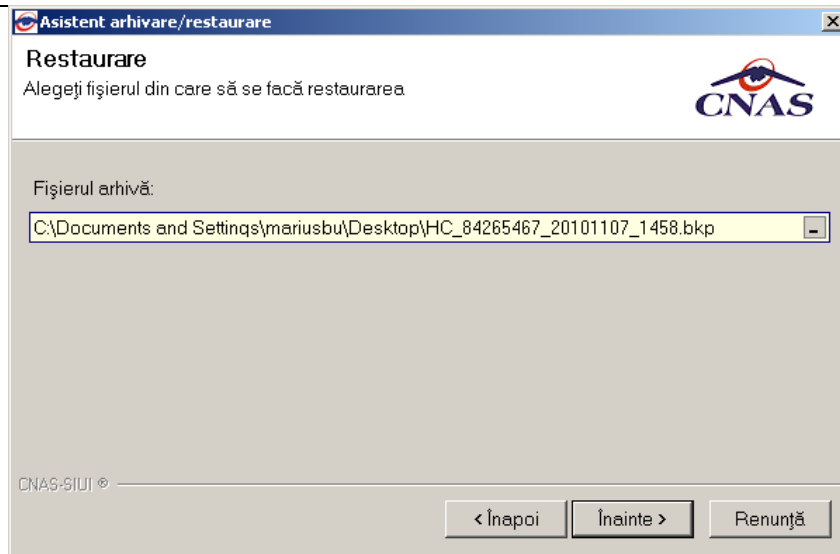 Asistent arhivare/restaurare
Restaurare
Alegeţi fişierul din care să se facă restaurarea
CNAS
Fişierul arhivă:
C:\Documents and Settings\mariusbu\Desktop\HC_84265467_20101107_1458.bkp
CNAS-SIUI ®
< Înapoi
Înainte >
Renunţă